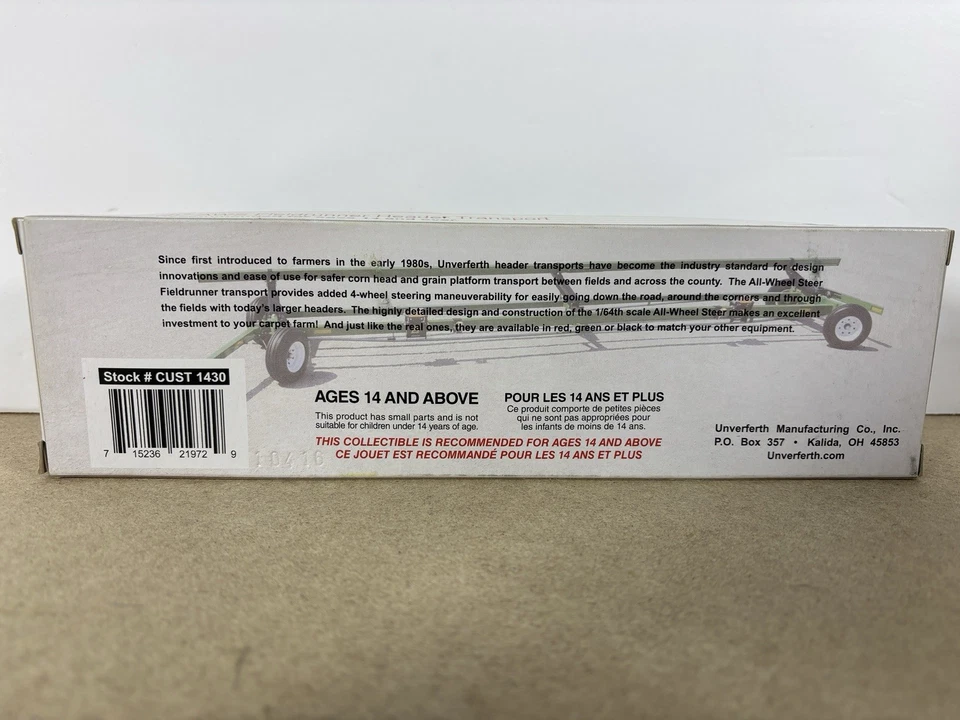 Header Transport
Since first introduced to farmers in the early 1980s, Unverferth header transports have become the industry standard for design
innovations and ease of use for safer corn head and grain platform transport between fields and across the county. The All-Wheel Steer
Fieldrunner transport provides added 4-wheel steering maneuverability for easily going down the road, around the corners and through
the fields with today's larger headers. The highly detailed design and construction of the 1/64th scale All-Wheel Steer makes an excellent
investment to your carpet farm! And just like the real ones, they are available in red, green or black to match your other equipment.
Stock # CUST 1430
7 15236 21972 9
10416
AGES 14 AND ABOVE
This product has small parts and is not
suitable for children under 14 years of age.
POUR LES 14 ANS ET PLUS
Ce produit comporte de petites pièces
qui ne sont pas appropriées pour
les infants de moins de 14 ans.
THIS COLLECTIBLE IS RECOMMENDED FOR AGES 14 AND ABOVE
CE JOUET EST RECOMMANDÉ POUR LES 14 ANS ET PLUS
Unverferth Manufacturing Co., Inc.
P.O. Box 357 • Kalida, OH 45853
Unverferth.com